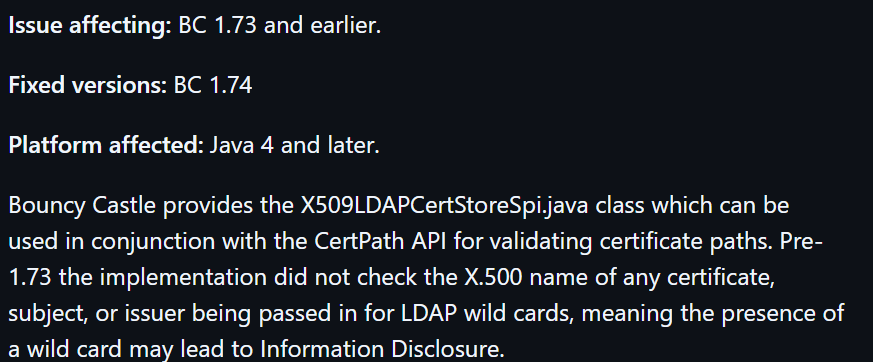 Issue affecting: BC 1.73 and earlier.
Fixed versions: BC 1.74
Platform affected: Java 4 and later.
Bouncy Castle provides the X509LDAPCertStoreSpi.java class which can be
used in conjunction with the CertPath API for validating certificate paths. Pre-
1.73 the implementation did not check the X.500 name of any certificate,
subject, or issuer being passed in for LDAP wild cards, meaning the presence of
a wild card may lead to Information Disclosure.